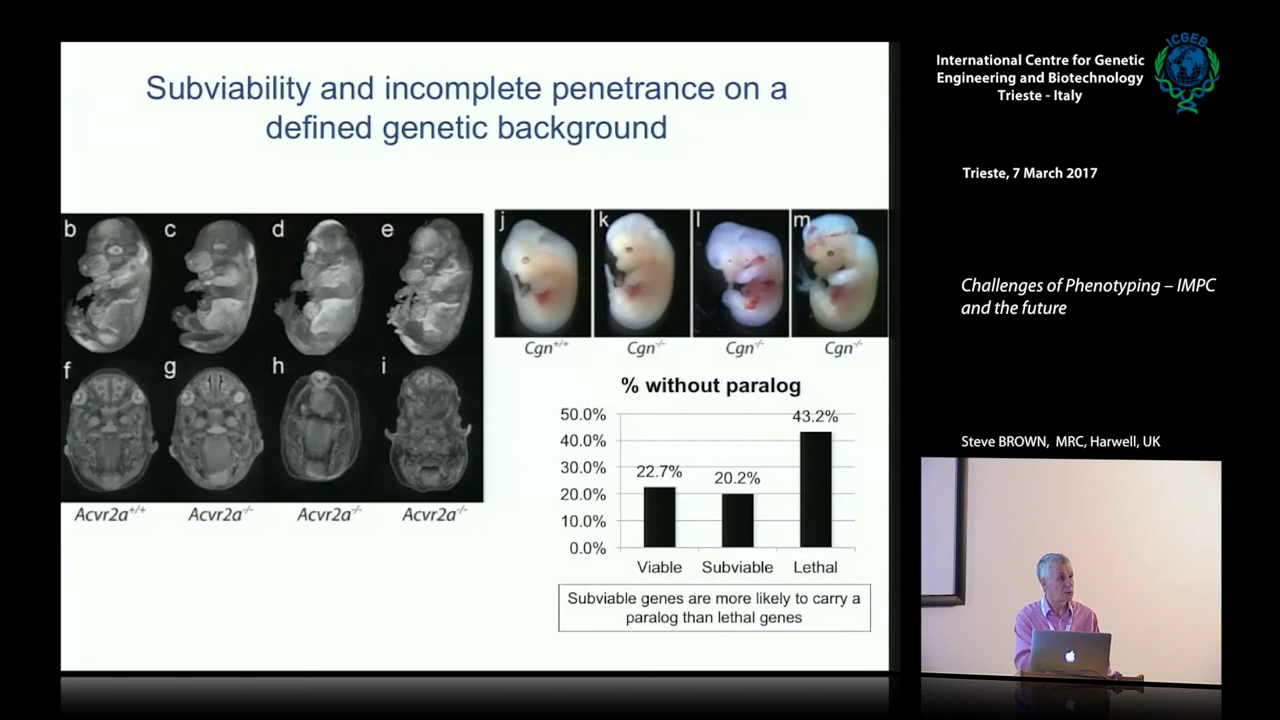 Subviability and incomplete penetrance on a
defined genetic background
b
c
d
e
f
g
h
i
Acvr2a+/+
Acvr2a-/-
Acvr2a-/-
Acvr2a-/-
j
k
l
m
Cgn+/+
Cgn-/-
Cgn-/-
Cgn-/-
% without paralog
50.0%
40.0%
30.0%
20.0%
10.0%
0.0%
22.7%
20.2%
43.2%
Viable
Subviable
Lethal
Subviable genes are more likely to carry a
paralog than lethal genes
International Centre for Genetic
Engineering and Biotechnology
Trieste - Italy
ICGEB
Trieste, 7 March 2017
Challenges of Phenotyping – IMPC
and the future
Steve BROWN, MRC, Harwell, UK